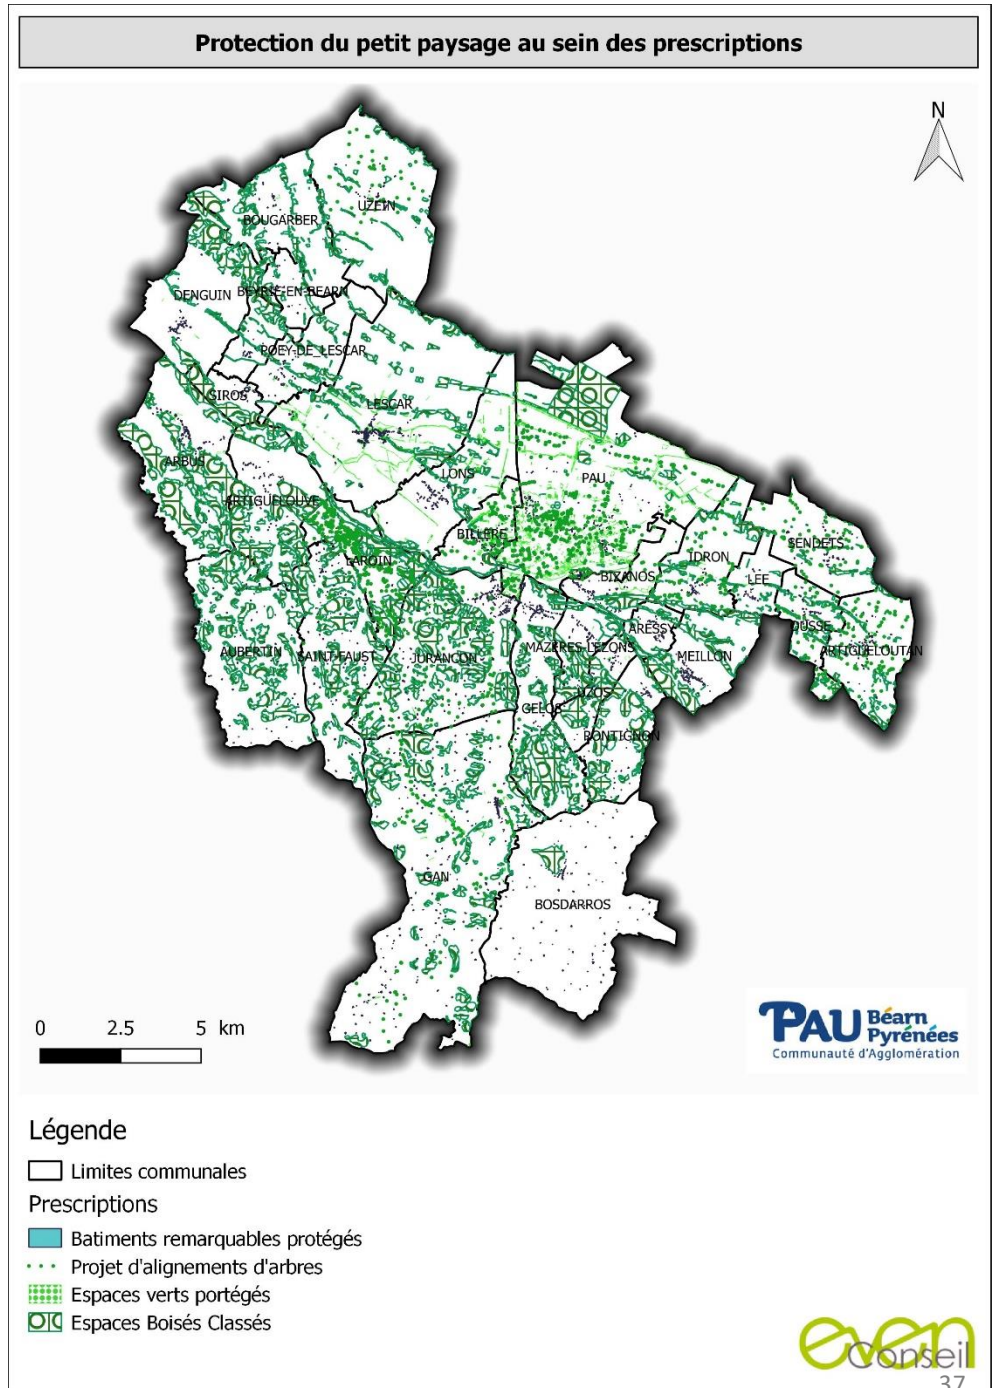 Protection du petit paysage au sein des prescriptions
N
UZEIN
BOUGARBER
DENGUIN
BEYRIE-EN-BEARN
POEY-DE_LESCAR
SIROS
LESCAR
ARBUS
LONS
PAU
ARTIGUELOUVE
BILLERE
SENDETS
LAROIN
IDRON
LEE
BIZANOS
OUSSE
ARESSY
MAZERES-LEZONS
ARTIGUELOUTAN
AUBERTIN
SAINT-FAUST
JURANCON
MEILLON
UZOS
GELOS
RONTIGNON
GAN
BOSDARROS
0 2.5 5 km
PAU Béarn
Pyrénées
Communauté d'Agglomération
Légende
Limites communales
Prescriptions
Batiments remarquables protégés
Projet d'alignements d'arbres
Espaces verts portégés
Espaces Boisés Classés
even
Conseil
37